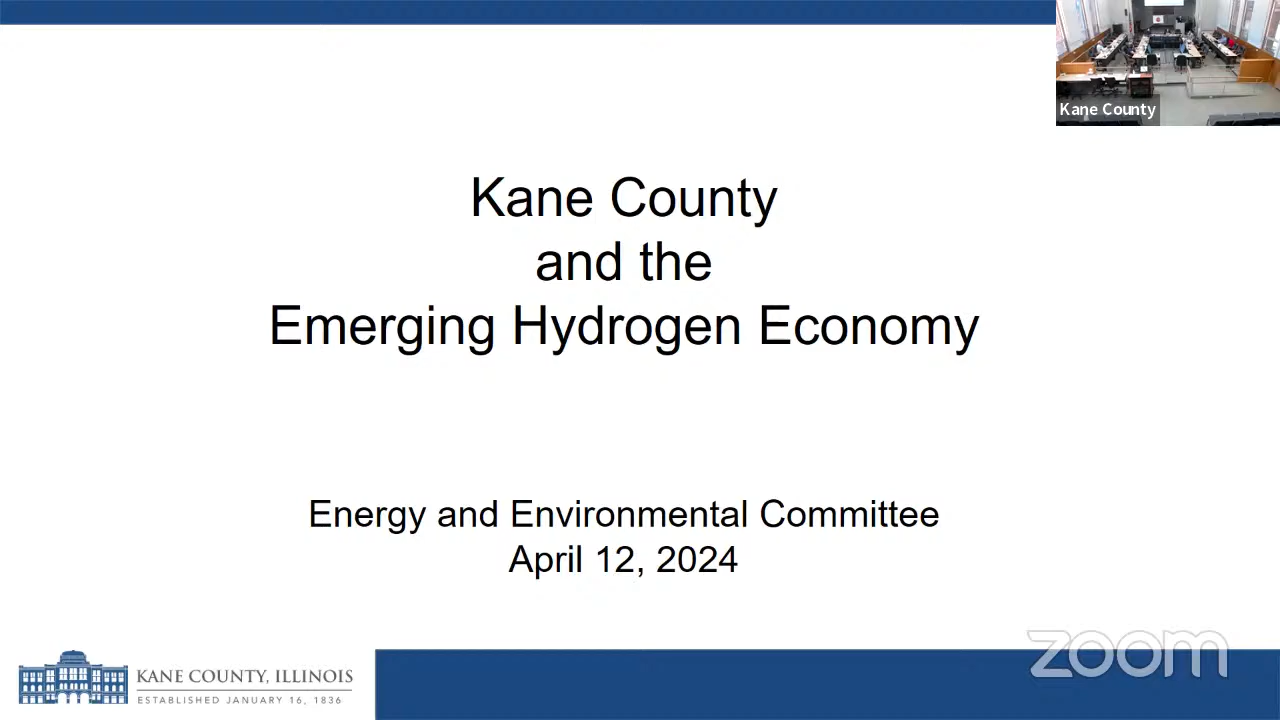 Kane County
Kane County
and the
Emerging Hydrogen Economy
Energy and Environmental Committee
April 12, 2024
KANE COUNTY, ILLINOIS
ESTABLISHED JANUARY 16, 1836
zoom